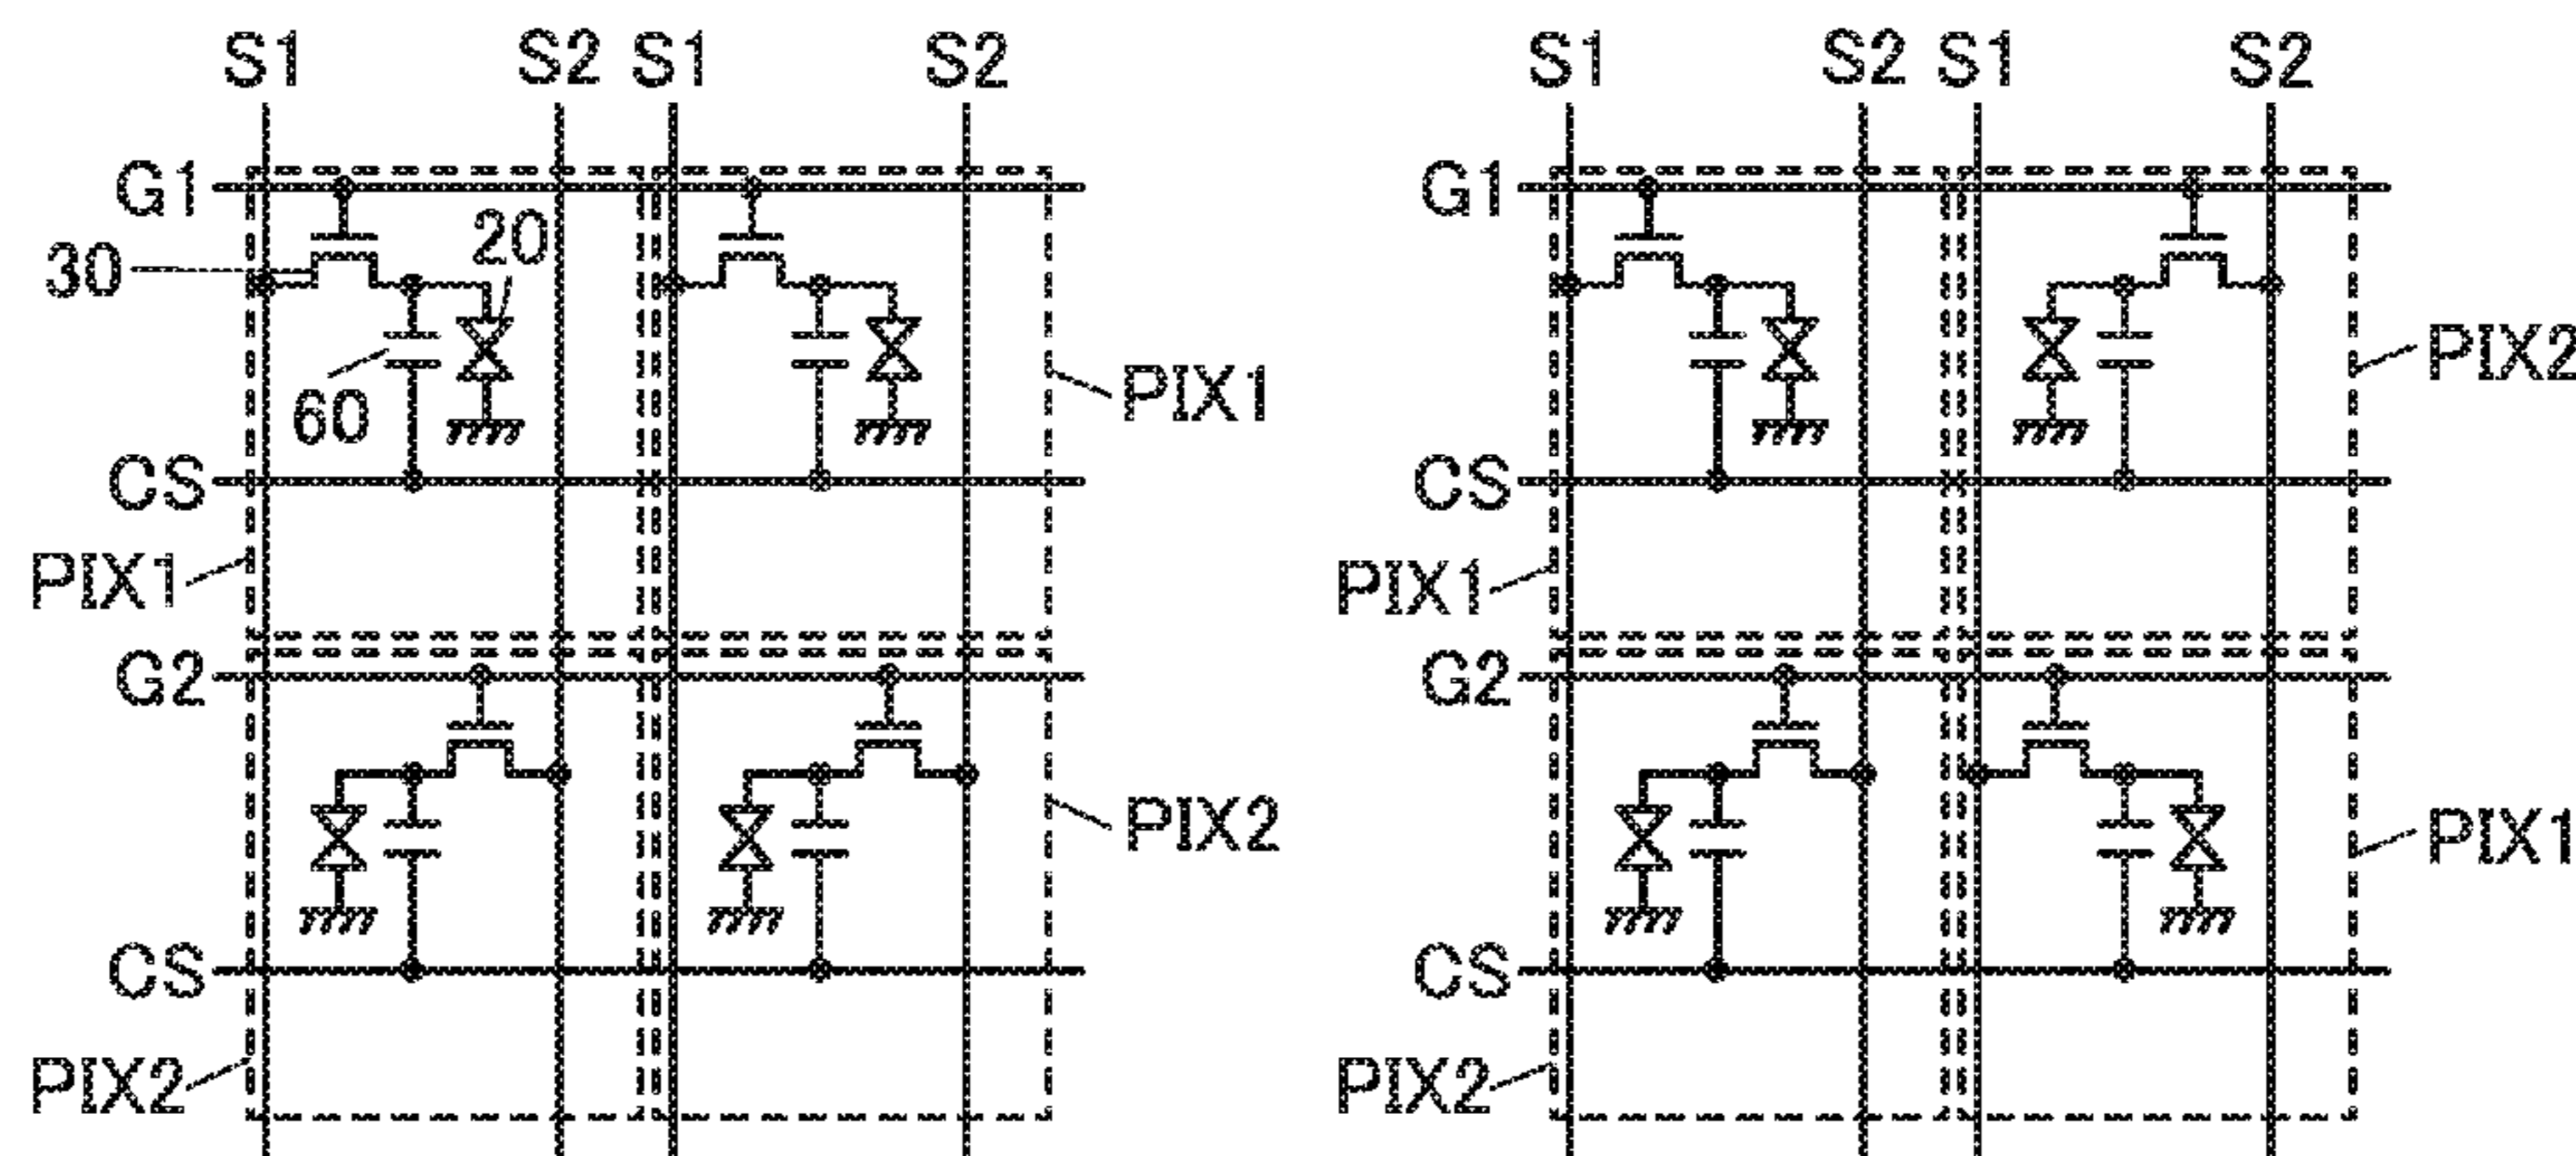 S1 S2 S1 S2 S1 S2 S1 S2
G1 G1
20
30
PIX2
PIX1
60
CS CS
PIX1 PIX1
G2 G2
PIX2 PIX1
CS CS
PIX2 PIX2